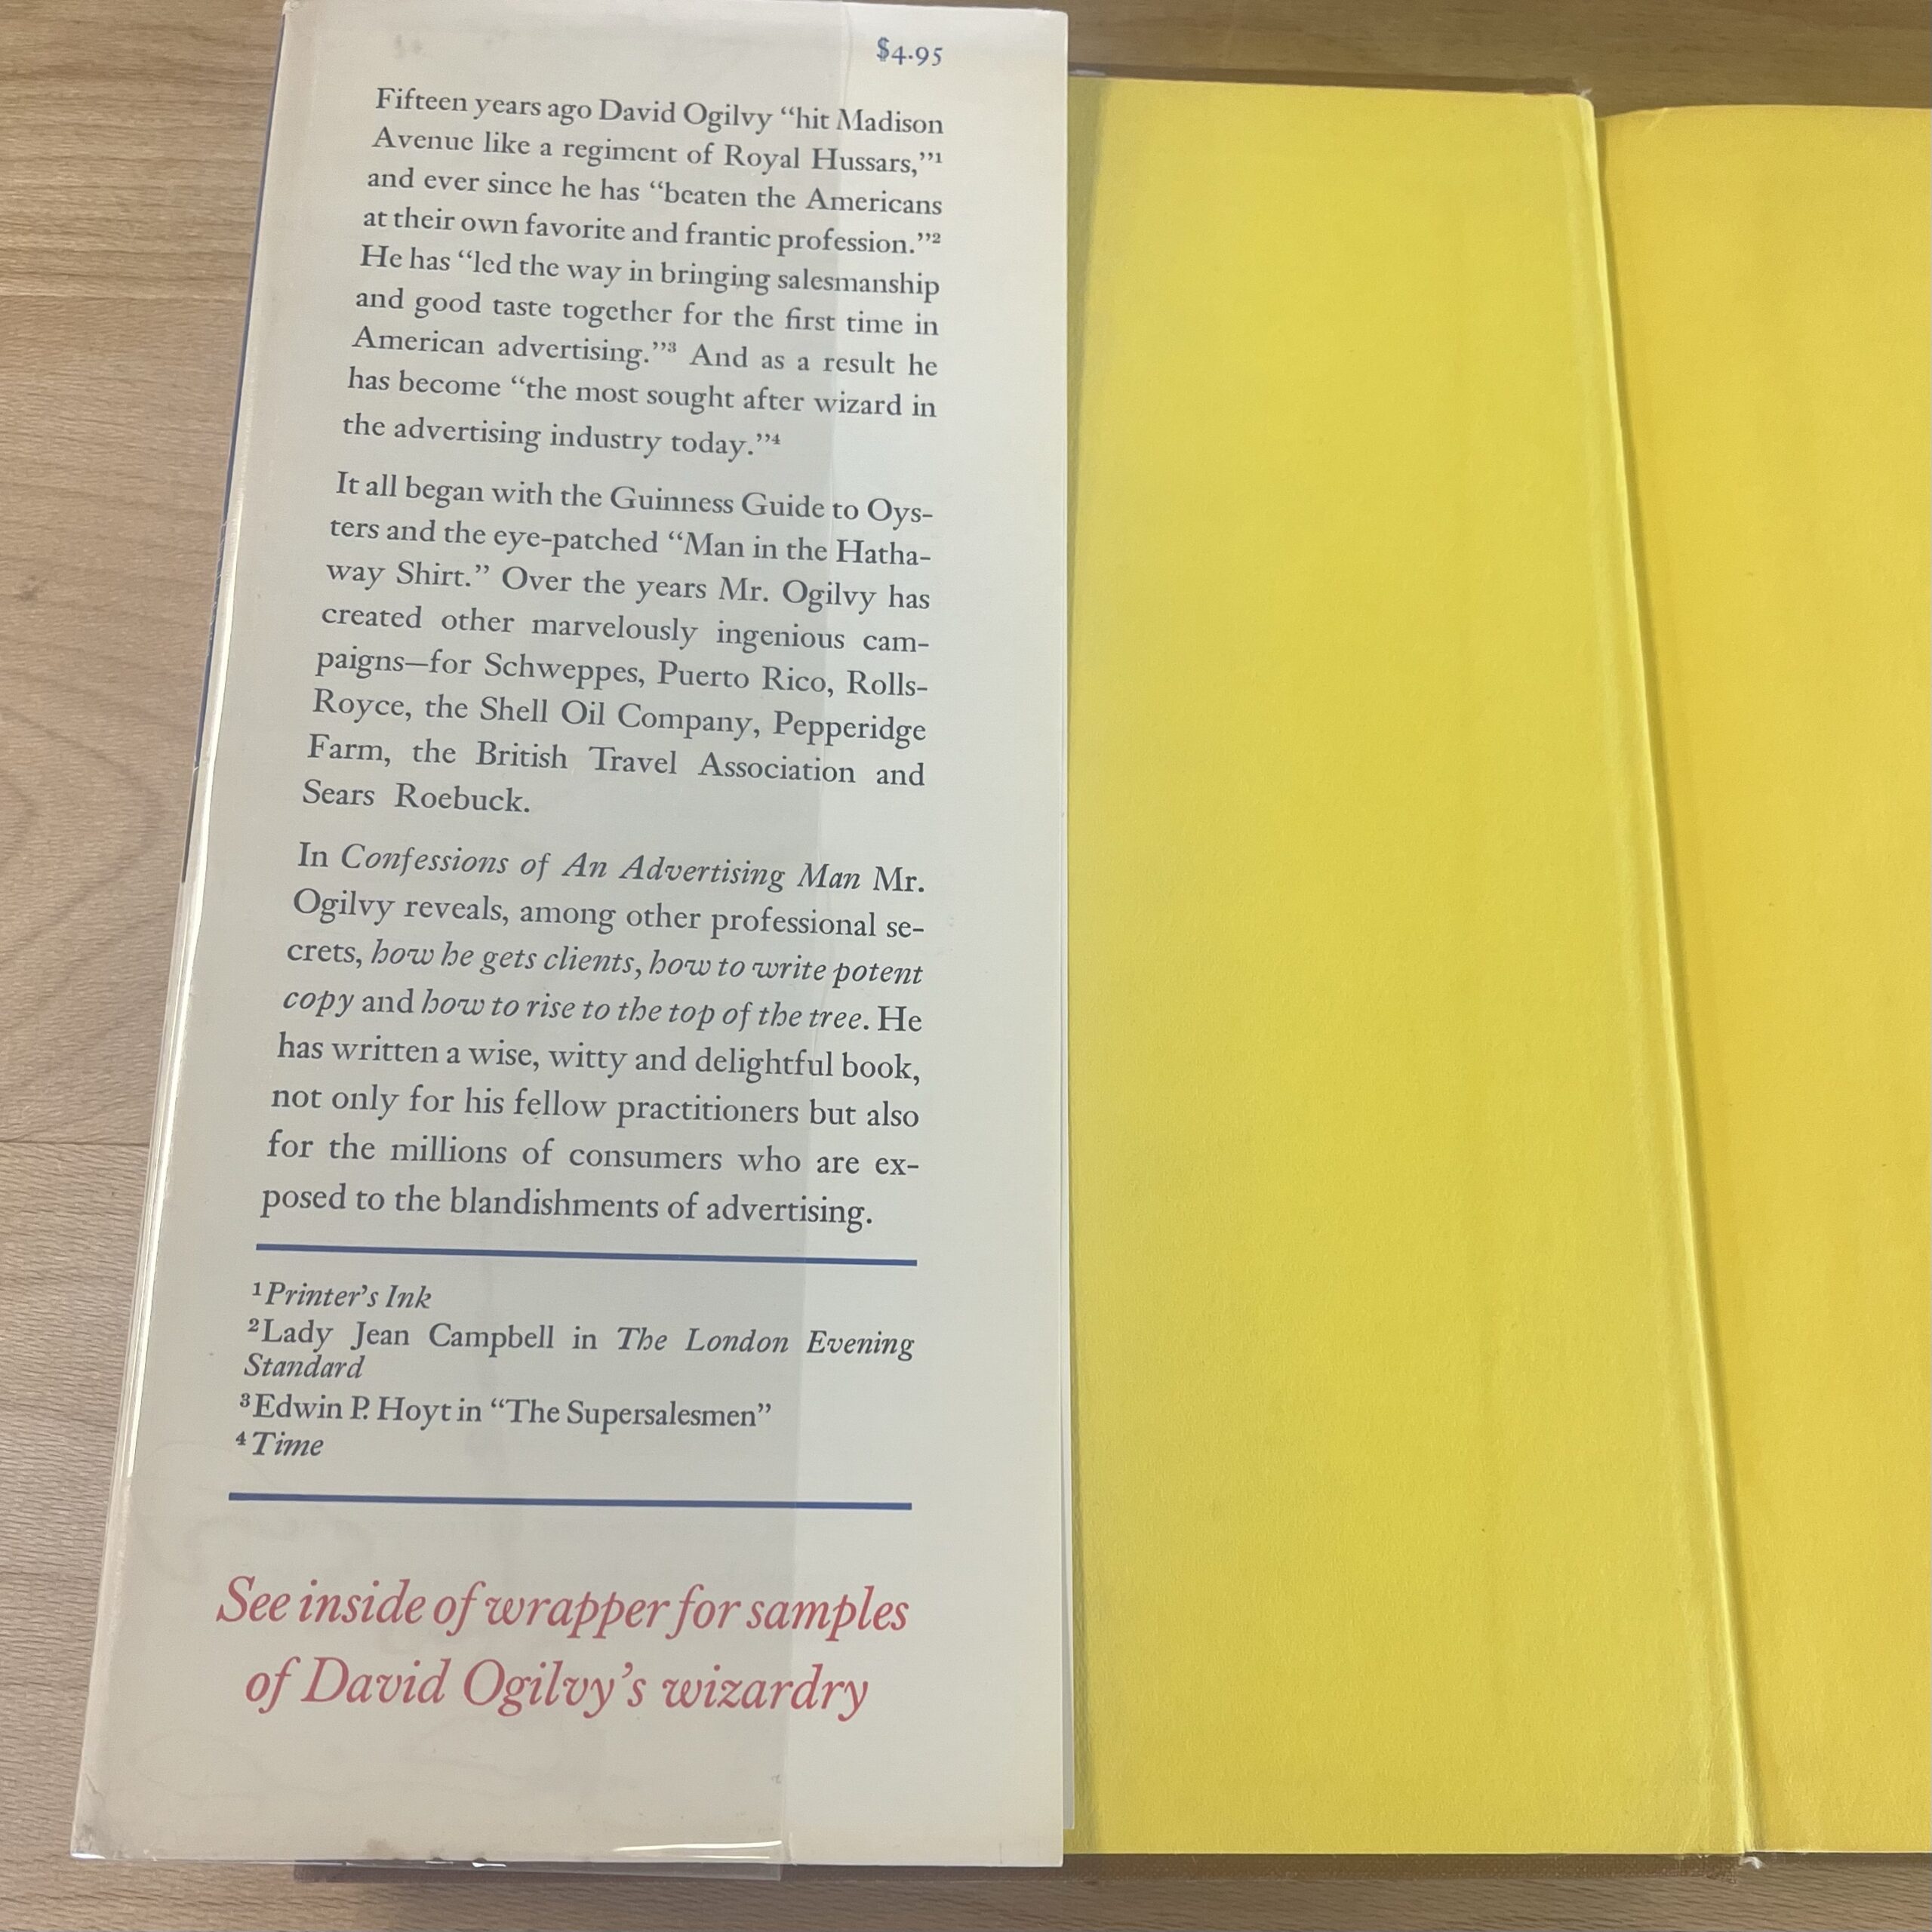 $4.95
Fifteen years ago David Ogilvy “hit Madison
Avenue like a regiment of Royal Hussars,”¹
and ever since he has “beaten the Americans
at their own favorite and frantic profession.”²
He has “led the way in bringing salesmanship
and good taste together for the first time in
American advertising.”³ And as a result he
has become “the most sought after wizard in
the advertising industry today.”⁴
It all began with the Guinness Guide to Oys-
ters and the eye-patched “Man in the Hatha-
way Shirt.” Over the years Mr. Ogilvy has
created other marvelously ingenious cam-
paigns—for Schweppes, Puerto Rico, Rolls-
Royce, the Shell Oil Company, Pepperidge
Farm, the British Travel Association and
Sears Roebuck.
In Confessions of An Advertising Man Mr.
Ogilvy reveals, among other professional se-
crets, how he gets clients, how to write potent
copy and how to rise to the top of the tree. He
has written a wise, witty and delightful book,
not only for his fellow practitioners but also
for the millions of consumers who are ex-
posed to the blandishments of advertising.
¹Printer’s Ink
²Lady Jean Campbell in The London Evening
Standard
³Edwin P. Hoyt in “The Supersalesmen”
⁴Time
See inside of wrapper for samples
of David Ogilvy’s wizardry